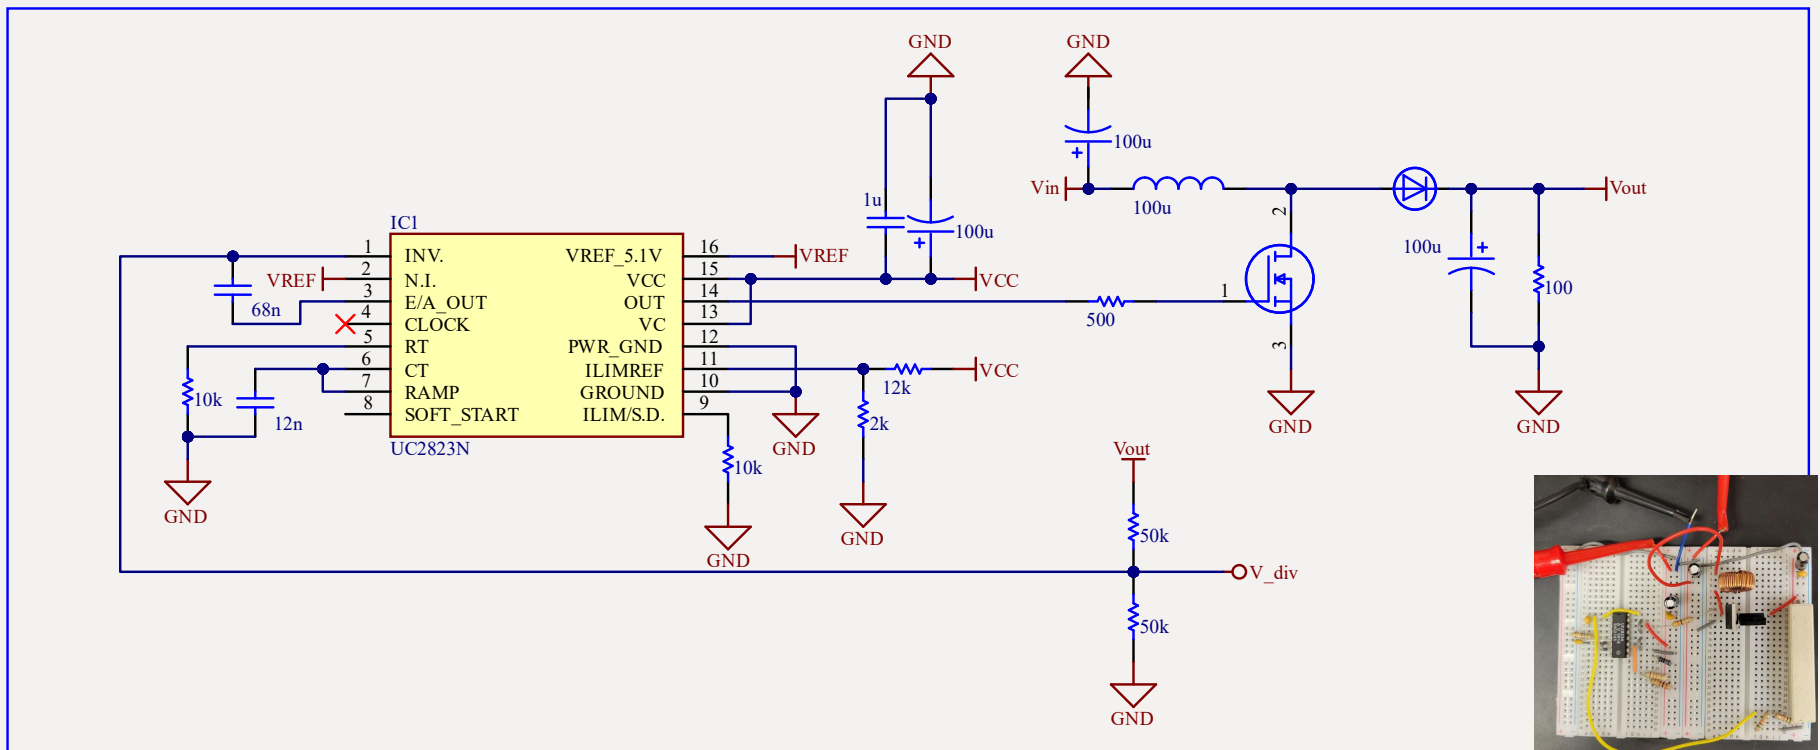 GND
GND
100u
1u
100u
Vin
100u
2
Vout
100u
100
1
3
GND
GND
IC1
1 INV. VREF_5.1V 16 VREF
VREF 2 N.I. VCC 15 VCC
3 E/A_OUT OUT 14
68n
500
4 CLOCK VC 13
5 RT PWR_GND 12
6 CT ILIMREF 11 12k VCC
7 RAMP GROUND 10
8 SOFT_START ILIM/S.D. 9
UC2823N
10k
12n
GND
GND
2k
10k
GND
GND
Vout
50k
V_div
50k
GND